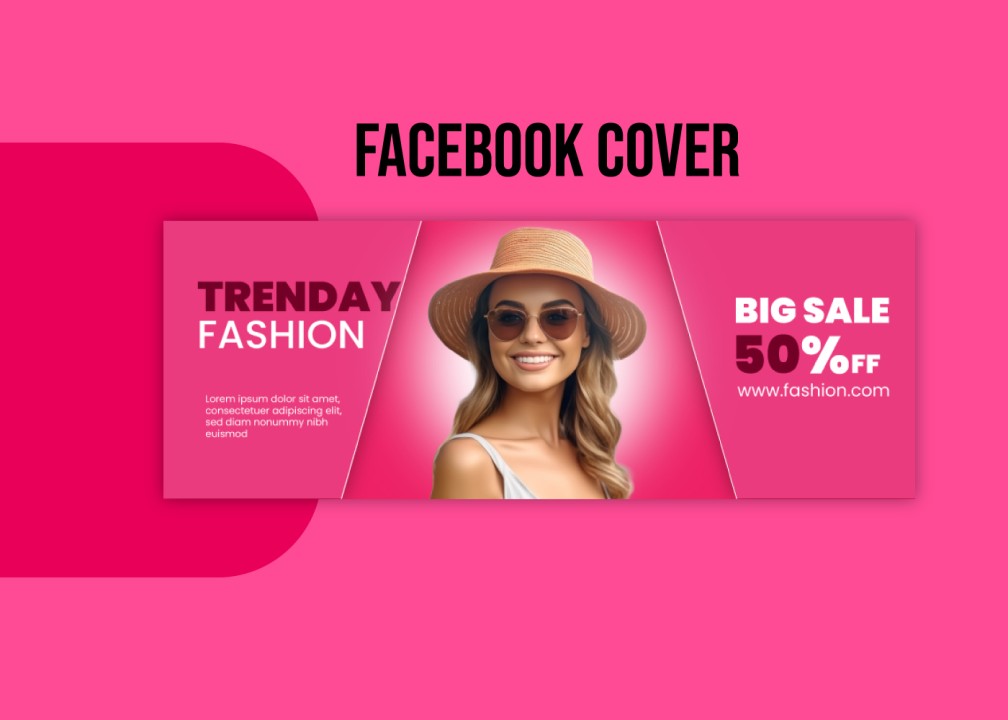 FACEBOOK COVER
TRENDAY
FASHION
Lorem ipsum dolor sit amet,
consectetuer adipiscing elit,
sed diam nonummy nibh
euismod
BIG SALE
50%FF
www.fashion.com